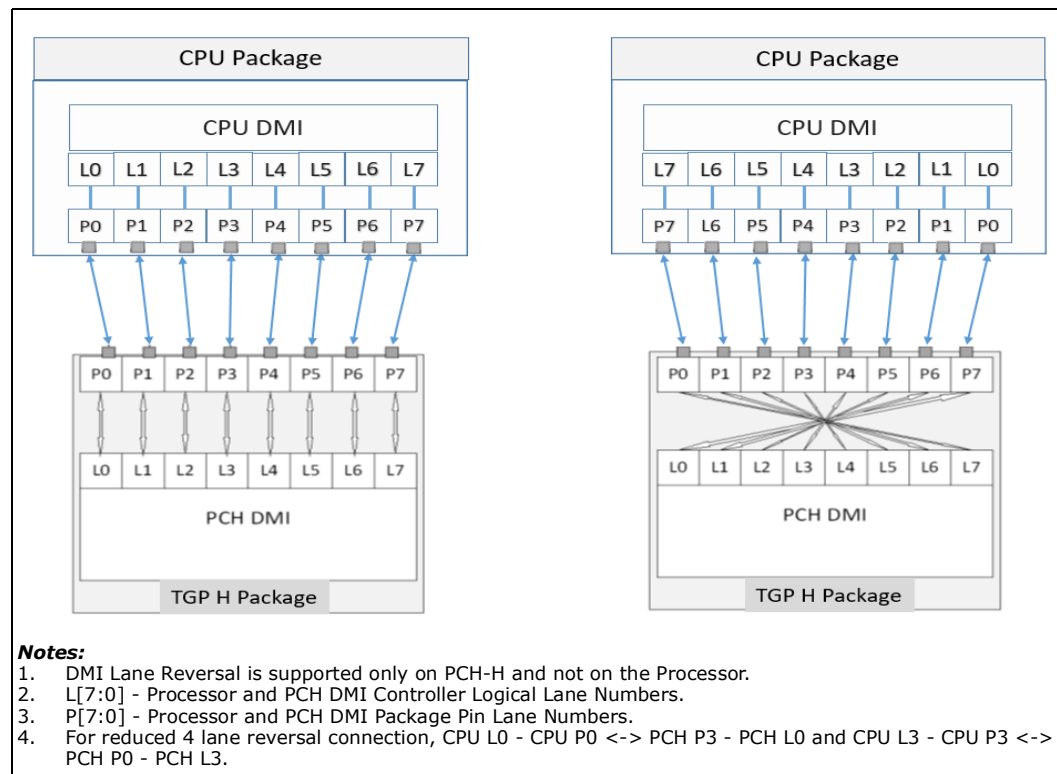 CPU Package
CPU DMI
L0 L1 L2 L3 L4 L5 L6 L7
P0 P1 P2 P3 P4 P5 P6 P7
P0 P1 P2 P3 P4 P5 P6 P7
L0 L1 L2 L3 L4 L5 L6 L7
PCH DMI
TGP H Package
CPU Package
CPU DMI
L7 L6 L5 L4 L3 L2 L1 L0
P7 L6 P5 P4 P3 P2 P1 P0
P0 P1 P2 P3 P4 P5 P6 P7
L0 L1 L2 L3 L4 L5 L6 L7
PCH DMI
TGP H Package
Notes:
1. DMI Lane Reversal is supported only on PCH-H and not on the Processor.
2. L[7:0] - Processor and PCH DMI Controller Logical Lane Numbers.
3. P[7:0] - Processor and PCH DMI Package Pin Lane Numbers.
4. For reduced 4 lane reversal connection, CPU L0 - CPU P0 <-> PCH P3 - PCH L0 and CPU L3 - CPU P3 <->
PCH P0 - PCH L3.